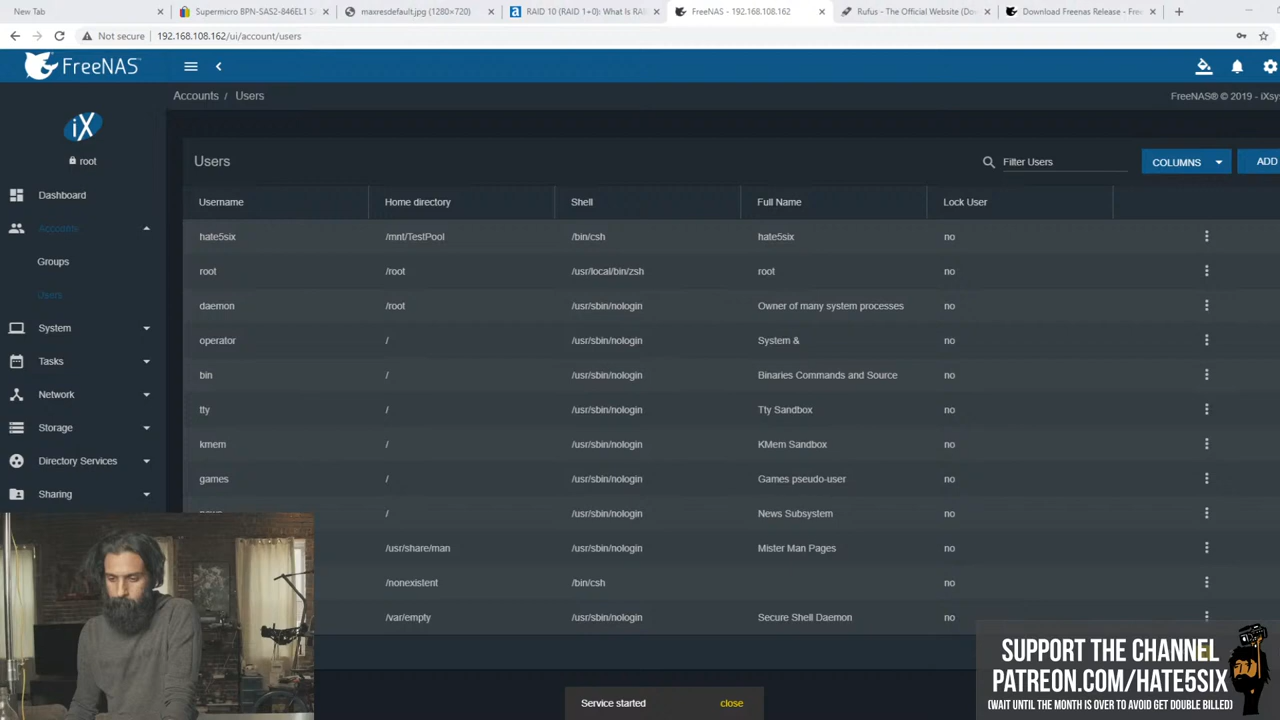 New Tab
Supermicro BPN-SAS2-846EL1 S
maxresdefault.jpg (1280×720)
RAID 10 (RAID 1+0): What Is RAID
FreeNAS - 192.168.108.162
Rufus - The Official Website (Do
Download Freenas Release - Free
Not secure 192.168.108.162/ui/account/users
FreeNAS
Accounts / Users
FreeNAS® © 2019 - iXsy
iX
root
Users
Filter Users
COLUMNS
ADD
Dashboard
Accounts
Groups
Users
System
Tasks
Network
Storage
Directory Services
Sharing
Username Home directory Shell Full Name Lock User
hate5six /mnt/TestPool /bin/csh hate5six no
root /root /usr/local/bin/zsh root no
daemon /root /usr/sbin/nologin Owner of many system processes no
operator / /usr/sbin/nologin System & no
bin / /usr/sbin/nologin Binaries Commands and Source no
tty / /usr/sbin/nologin Tty Sandbox no
kmem / /usr/sbin/nologin KMem Sandbox no
games / /usr/sbin/nologin Games pseudo-user no
/ /usr/sbin/nologin News Subsystem no
/usr/share/man /usr/sbin/nologin Mister Man Pages no
/nonexistent /bin/csh no
/var/empty /usr/sbin/nologin Secure Shell Daemon no
Service started close
SUPPORT THE CHANNEL
PATREON.COM/HATE5SIX
(WAIT UNTIL THE MONTH IS OVER TO AVOID GET DOUBLE BILLED)